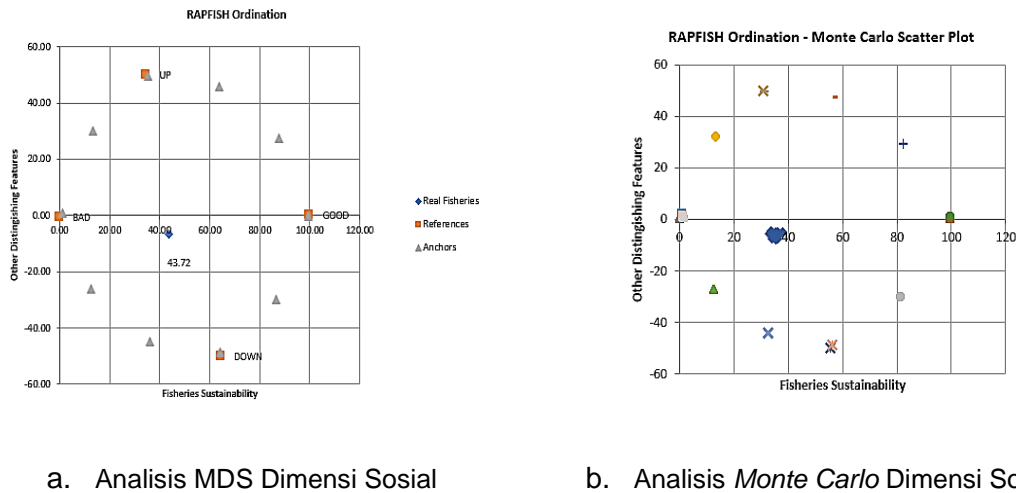 RAPFISH Ordination
60.00
40.00
20.00
0.00
-20.00
-40.00
-60.00
0.00 20.00 40.00 60.00 80.00 100.00 120.00
Other Distingishing Features
Fisheries Sustainability
UP
BAD
GOOD
DOWN
43.72
Real Fisheries
References
Anchors
a. Analisis MDS Dimensi Sosial
RAPFISH Ordination - Monte Carlo Scatter Plot
60
40
20
0
-20
-40
-60
0 20 40 60 80 100 120
Other Distingishing Features
Fisheries Sustainability
b. Analisis Monte Carlo Dimensi So